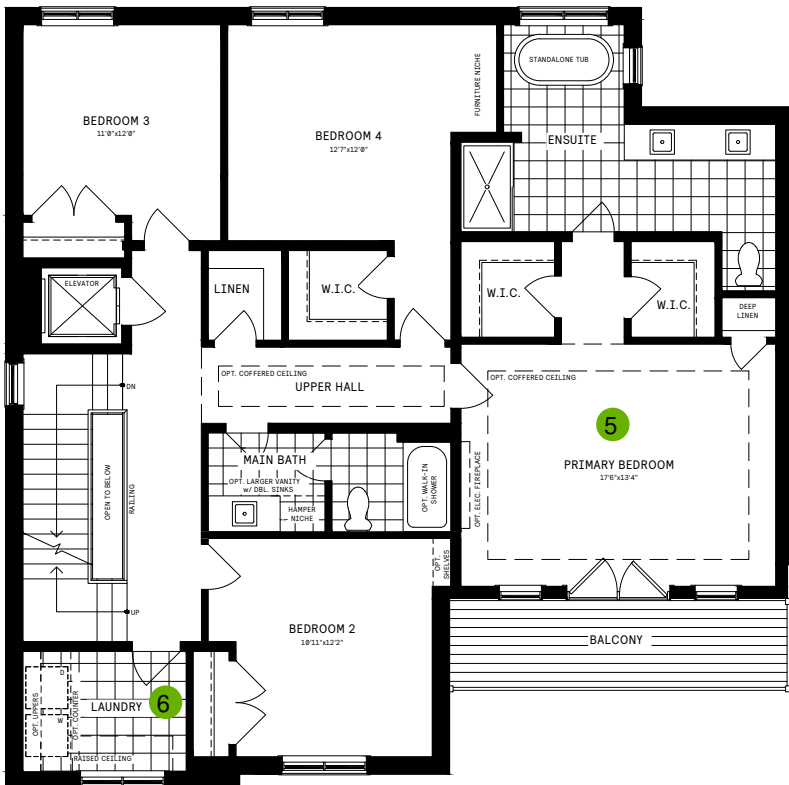 STANDALONE TUB
FURNITURE NICHE
BEDROOM 3
11'0"x12'0"
BEDROOM 4
12'7"x12'0"
ENSUITE
ELEVATOR
LINEN
W.I.C.
W.I.C.
W.I.C.
DEEP
LINEN
OPT. COFFERED CEILING
UPPER HALL
OPT. COFFERED CEILING
DN
5
PRIMARY BEDROOM
17'6"x13'4"
MAIN BATH
OPT. LARGER VANITY
w/ DBL. SINKS
HAMPER
NICHE
OPT. WALK-IN
SHOWER
OPT. ELEC. FIREPLACE
OPEN TO BELOW
RAILING
OPT.
SHELVES
UP
BEDROOM 2
10'11"x12'2"
BALCONY
D
W
OPT. UPPERS
OPT. COUNTER
LAUNDRY
6
RAISED CEILING